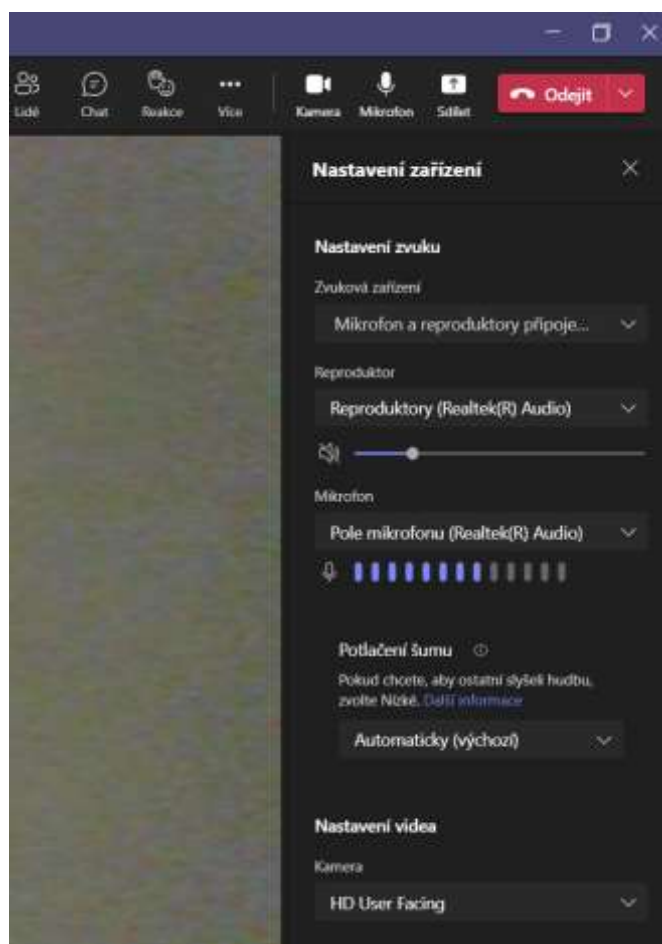 Lidé Chat Reakce Více Kamera Mikrofon Sdílet Odejít
Nastavení zařízení
Nastavení zvuku
Zvuková zařízení
Mikrofon a reproduktory připoje...
Reproduktor
Reproduktory (Realtek(R) Audio)
Mikrofon
Pole mikrofonu (Realtek(R) Audio)
Potlačení šumu
Pokud chcete, aby ostatní slyšeli hudbu,
zvolte Nízké. Další informace
Automaticky (výchozí)
Nastavení videa
Kamera
HD User Facing